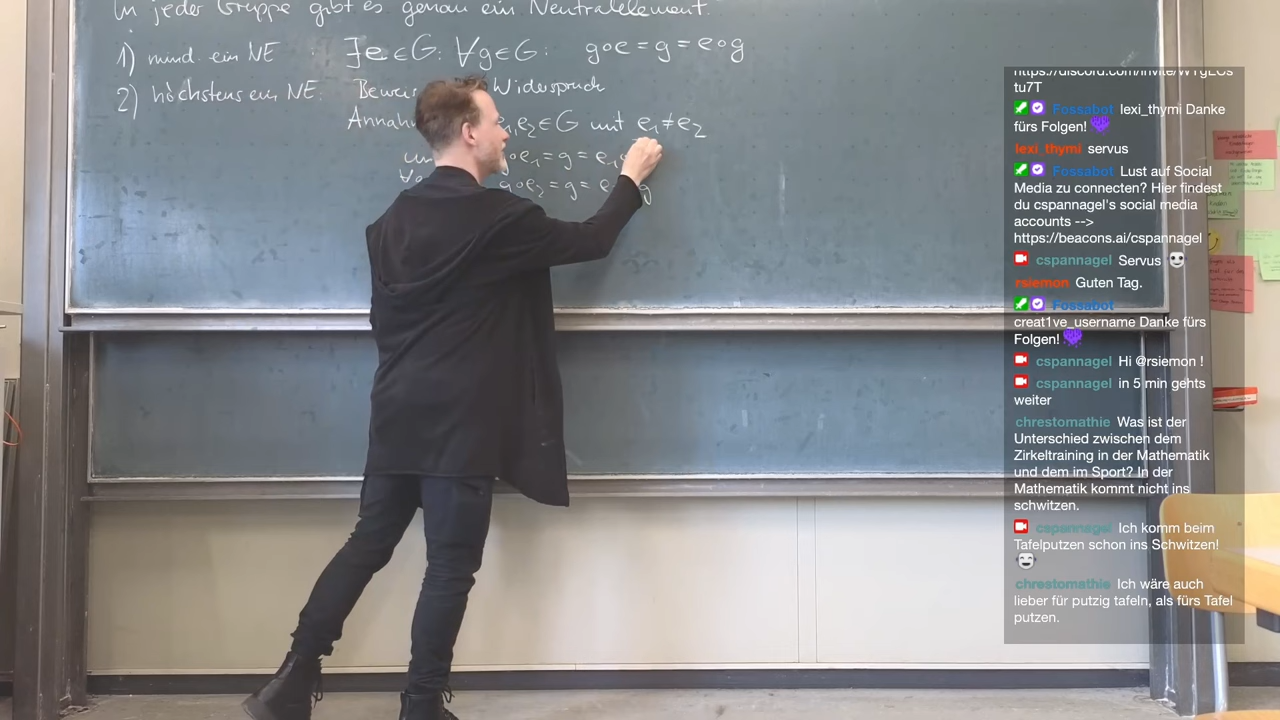 In jeder Gruppe gibt es genau ein Neutralelement.
1) mind. ein NE : ∃e∈G: ∀g∈G: g∘e = g = e∘g
2) höchstens ein NE: Beweis Widerspruch
Annahm e₁,e₂∈G mit e₁≠e₂
g∘e₁ = g = e₁
g∘e₂ = g = e g
tu7T
Fossabot lexi_thymi Danke
fürs Folgen!
lexi_thymi servus
Fossabot Lust auf Social
Media zu connecten? Hier findest
du cspannagel's social media
accounts -->
https://beacons.ai/cspannagel
cspannagel Servus
rsiemon Guten Tag.
Fossabot
creat1ve_username Danke fürs
Folgen!
cspannagel Hi @rsiemon !
cspannagel in 5 min gehts
weiter
chrestomathie Was ist der
Unterschied zwischen dem
Zirkeltraining in der Mathematik
und dem im Sport? In der
Mathematik kommt nicht ins
schwitzen.
cspannagel Ich komm beim
Tafelputzen schon ins Schwitzen!
chrestomathie Ich wäre auch
lieber für putzig tafeln, als fürs Tafel
putzen.